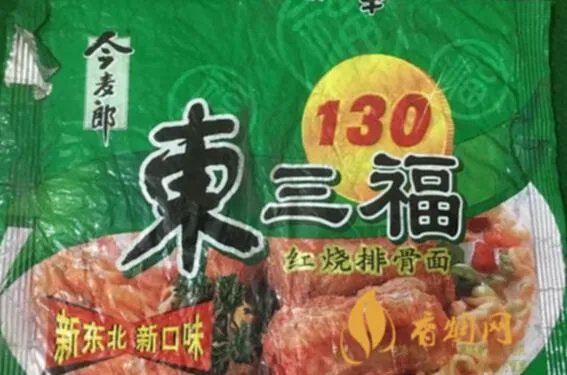 今麦郎
130
東三福
红烧排骨面
新东北 新口味
香烟网